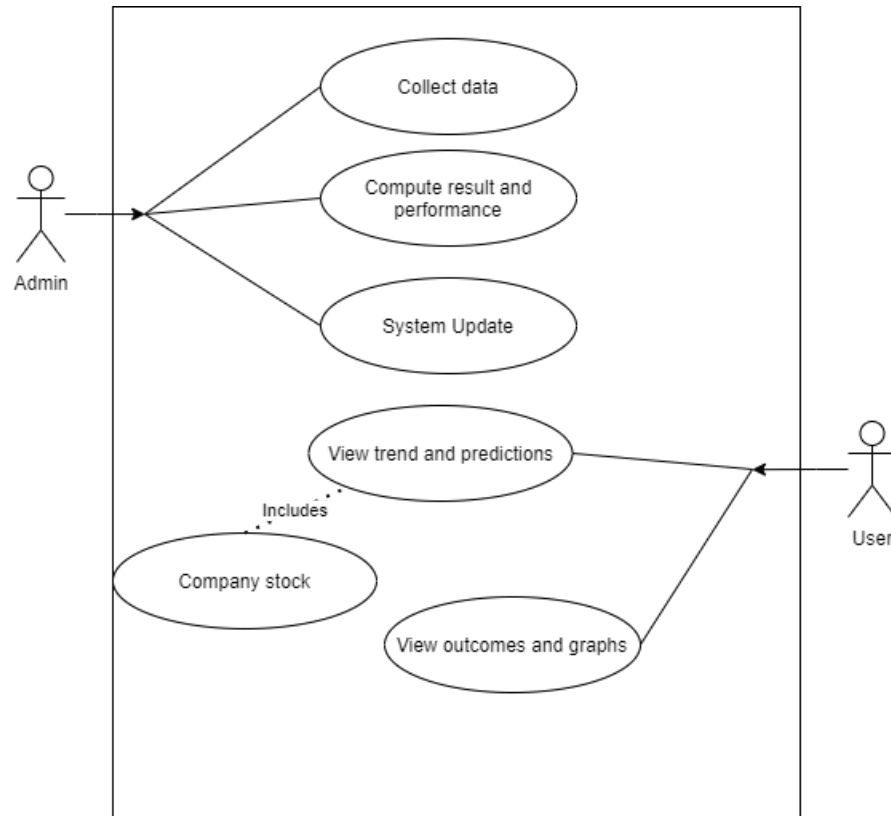 Collect data
Compute result and
performance
Admin
System Update
View trend and predictions
Includes
User
Company stock
View outcomes and graphs